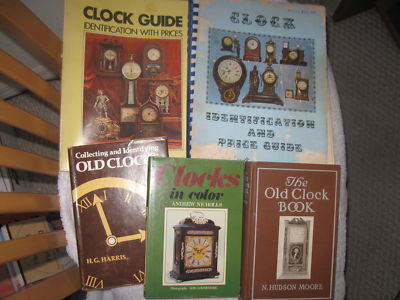 CLOCK GUIDE
IDENTIFICATION WITH PRICES
CLOCK
IDENTIFICATION
AND
PRICE GUIDE
Collecting and Identifying
OLD CLOCKS
H.G. HARRIS
Clocks
in color
ANDREW NICHOLLS
The
Old Clock
BOOK
N. HUDSON MOORE